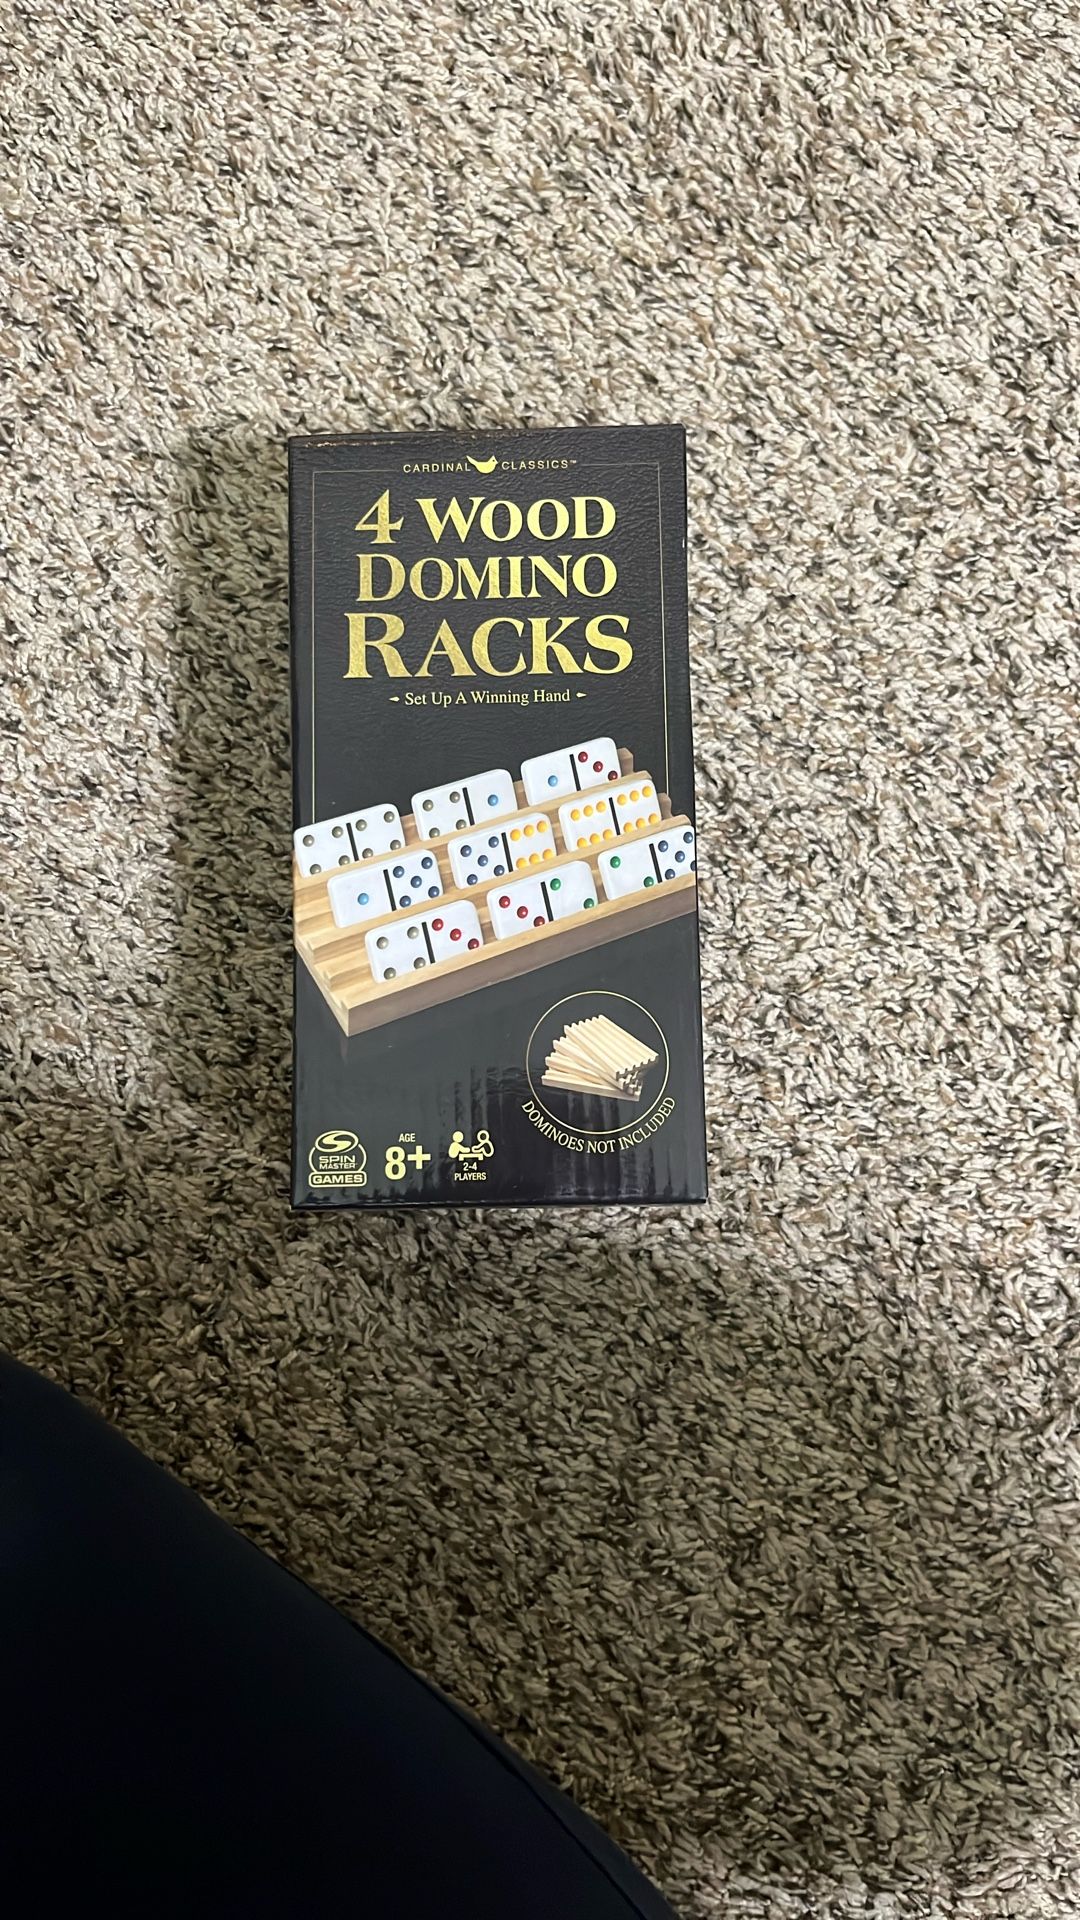 CARDINAL CLASSICS™
4 WOOD
DOMINO
RACKS
Set Up A Winning Hand
DOMINOES NOT INCLUDED
SPIN
MASTER
GAMES
AGE
8+
2-4
PLAYERS